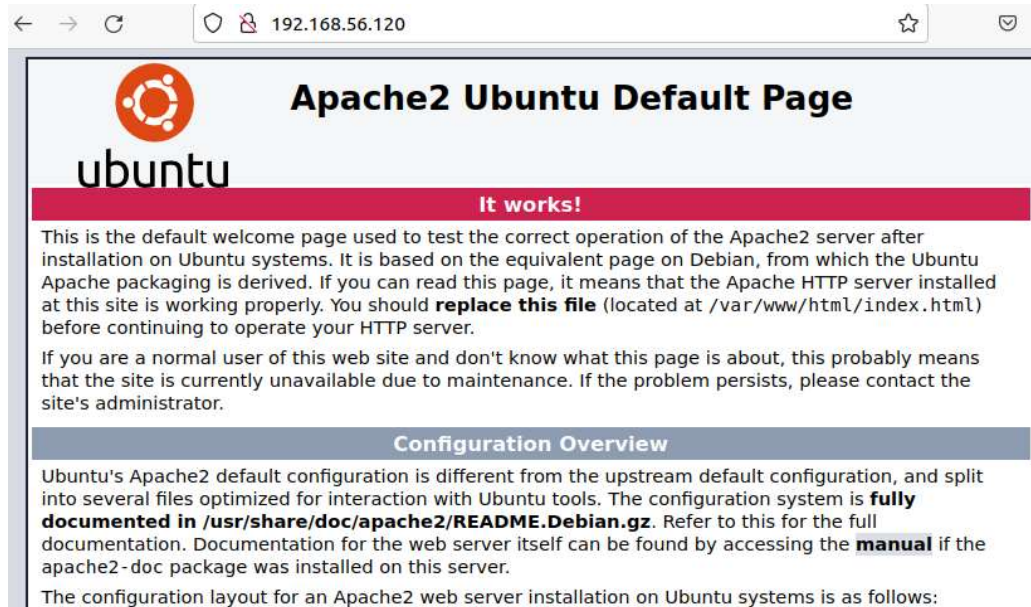 192.168.56.120
Apache2 Ubuntu Default Page
ubuntu
It works!
This is the default welcome page used to test the correct operation of the Apache2 server after
installation on Ubuntu systems. It is based on the equivalent page on Debian, from which the Ubuntu
Apache packaging is derived. If you can read this page, it means that the Apache HTTP server installed
at this site is working properly. You should replace this file (located at /var/www/html/index.html)
before continuing to operate your HTTP server.
If you are a normal user of this web site and don't know what this page is about, this probably means
that the site is currently unavailable due to maintenance. If the problem persists, please contact the
site's administrator.
Configuration Overview
Ubuntu's Apache2 default configuration is different from the upstream default configuration, and split
into several files optimized for interaction with Ubuntu tools. The configuration system is fully
documented in /usr/share/doc/apache2/README.Debian.gz. Refer to this for the full
documentation. Documentation for the web server itself can be found by accessing the manual if the
apache2-doc package was installed on this server.
The configuration layout for an Apache2 web server installation on Ubuntu systems is as follows: